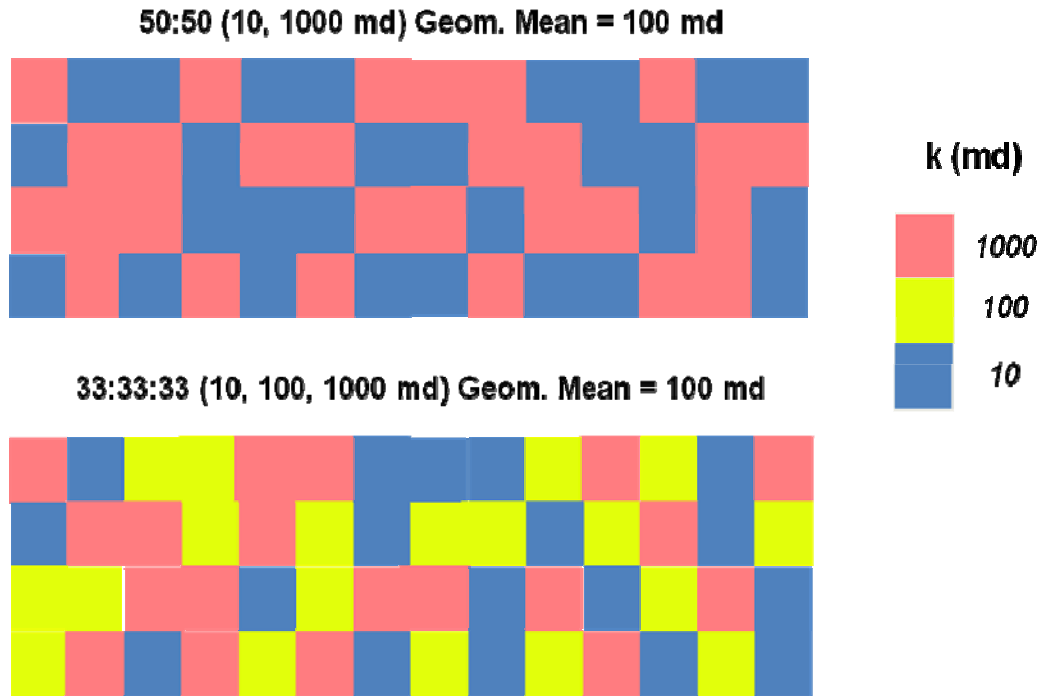 50:50 (10, 1000 md) Geom. Mean = 100 md
k (md)
1000
100
10
33:33:33 (10, 100, 1000 md) Geom. Mean = 100 md